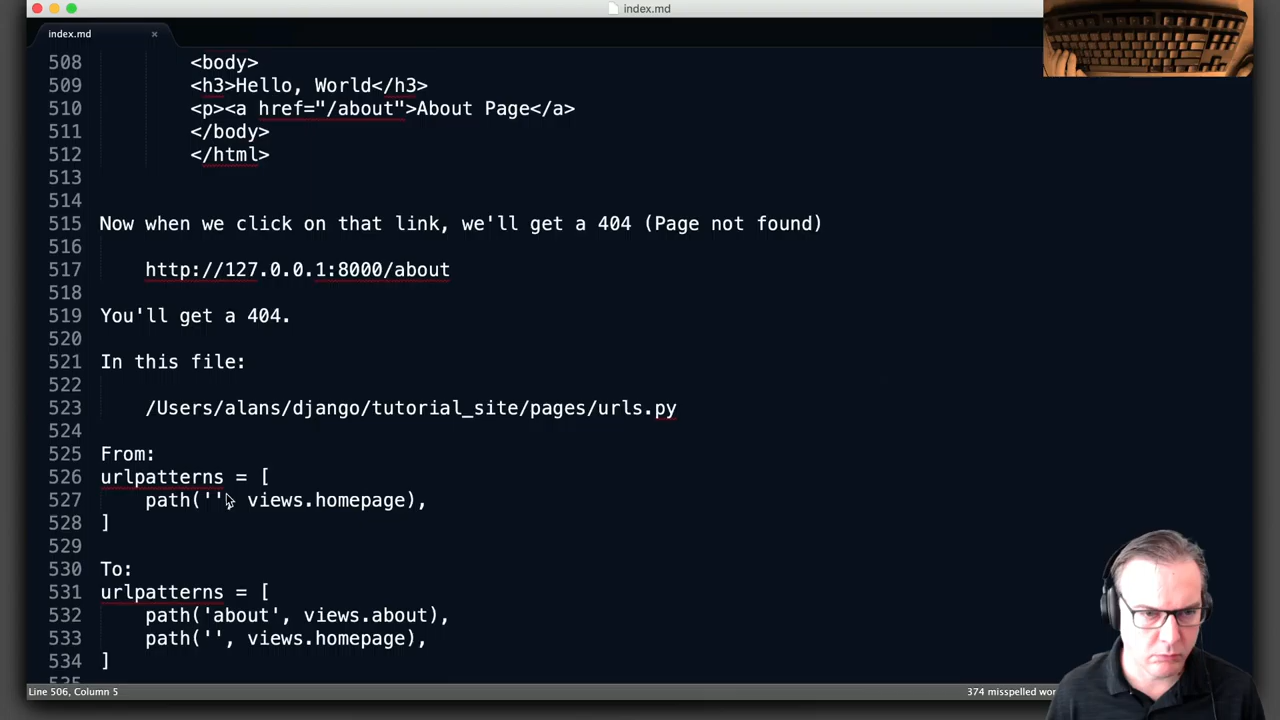 index.md
index.md ×
508 <body>
509 <h3>Hello, World</h3>
510 <p><a href="/about">About Page</a>
511 </body>
512 </html>
513
514
515 Now when we click on that link, we'll get a 404 (Page not found)
516
517 http://127.0.0.1:8000/about
518
519 You'll get a 404.
520
521 In this file:
522
523 /Users/alans/django/tutorial_site/pages/urls.py
524
525 From:
526 urlpatterns = [
527 path('', views.homepage),
528 ]
529
530 To:
531 urlpatterns = [
532 path('about', views.about),
533 path('', views.homepage),
534 ]
Line 506, Column 5
374 misspelled